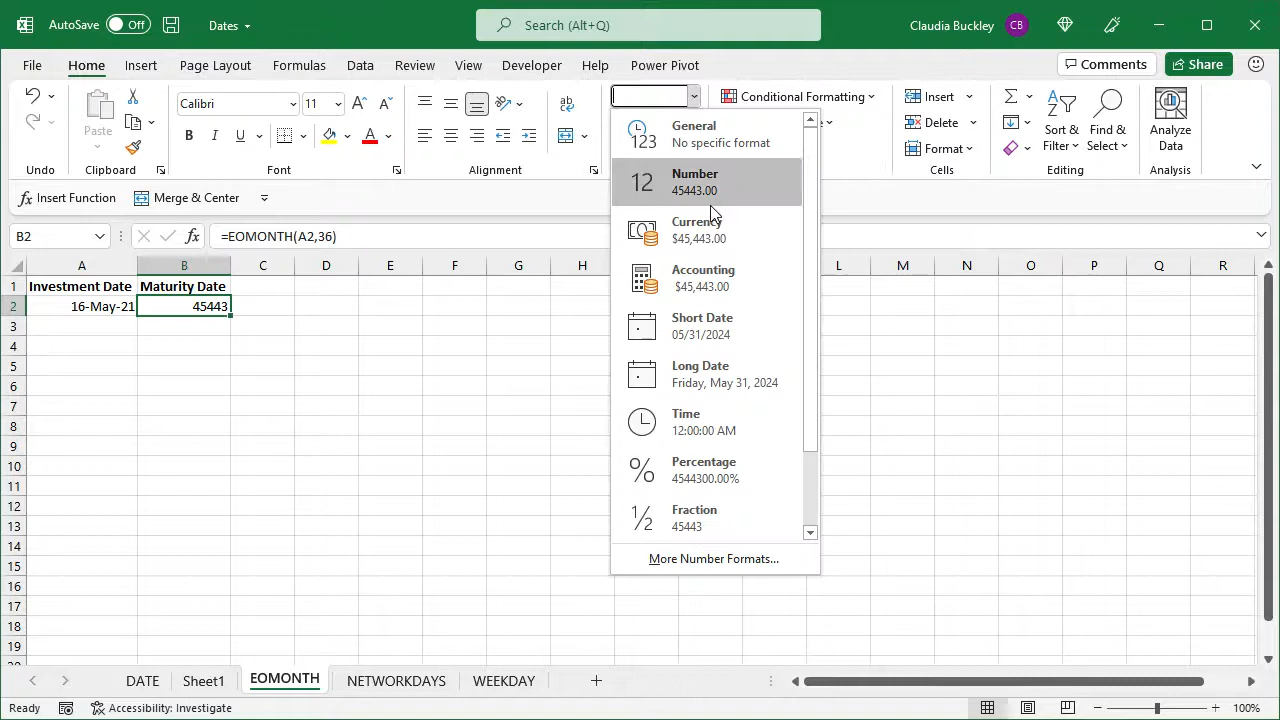 AutoSave Off Dates Search (Alt+Q) Claudia Buckley CB
File Home Insert Page Layout Formulas Data Review View Developer Help Power Pivot Comments Share
Undo
Paste
Clipboard
Calibri 11
B I U A
Font
ab
Alignment
Conditional Formatting
Insert
Delete
Format
Cells
Sort &
Filter
Find &
Select
Editing
Analyze
Data
Analysis
Insert Function Merge & Center
B2 fx =EOMONTH(A2,36)
General
No specific format
Number
45443.00
Currency
$45,443.00
Accounting
$45,443.00
Short Date
05/31/2024
Long Date
Friday, May 31, 2024
Time
12:00:00 AM
Percentage
4544300.00%
Fraction
45443
More Number Formats...
A B C D E F G H L M N O P Q R
1 Investment Date Maturity Date
2 16-May-21 45443
3
4
5
6
7
8
9
10
11
12
13
14
15
16
17
18
19
DATE Sheet1 EOMONTH NETWORKDAYS WEEKDAY
Ready Accessibility: Investigate 100%